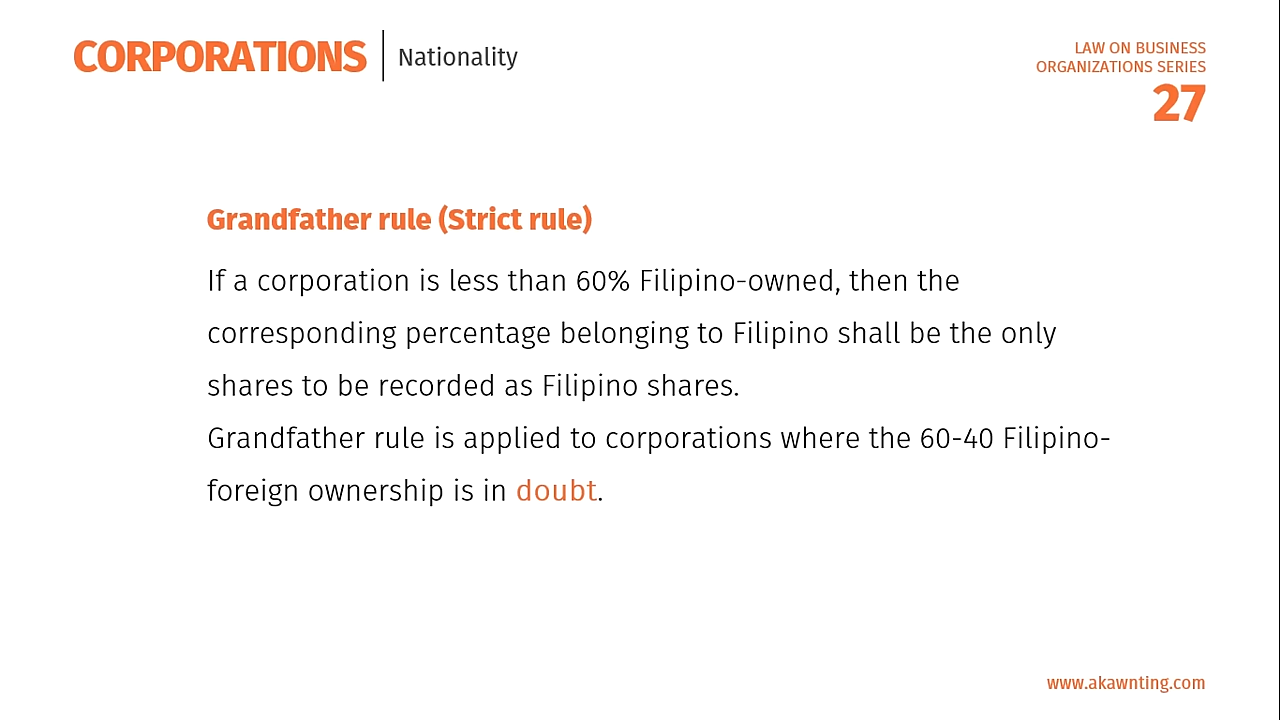 CORPORATIONS
Nationality
LAW ON BUSINESS
ORGANIZATIONS SERIES
27
Grandfather rule (Strict rule)
If a corporation is less than 60% Filipino-owned, then the
corresponding percentage belonging to Filipino shall be the only
shares to be recorded as Filipino shares.
Grandfather rule is applied to corporations where the 60-40 Filipino-
foreign ownership is in doubt.
www.akawnting.com